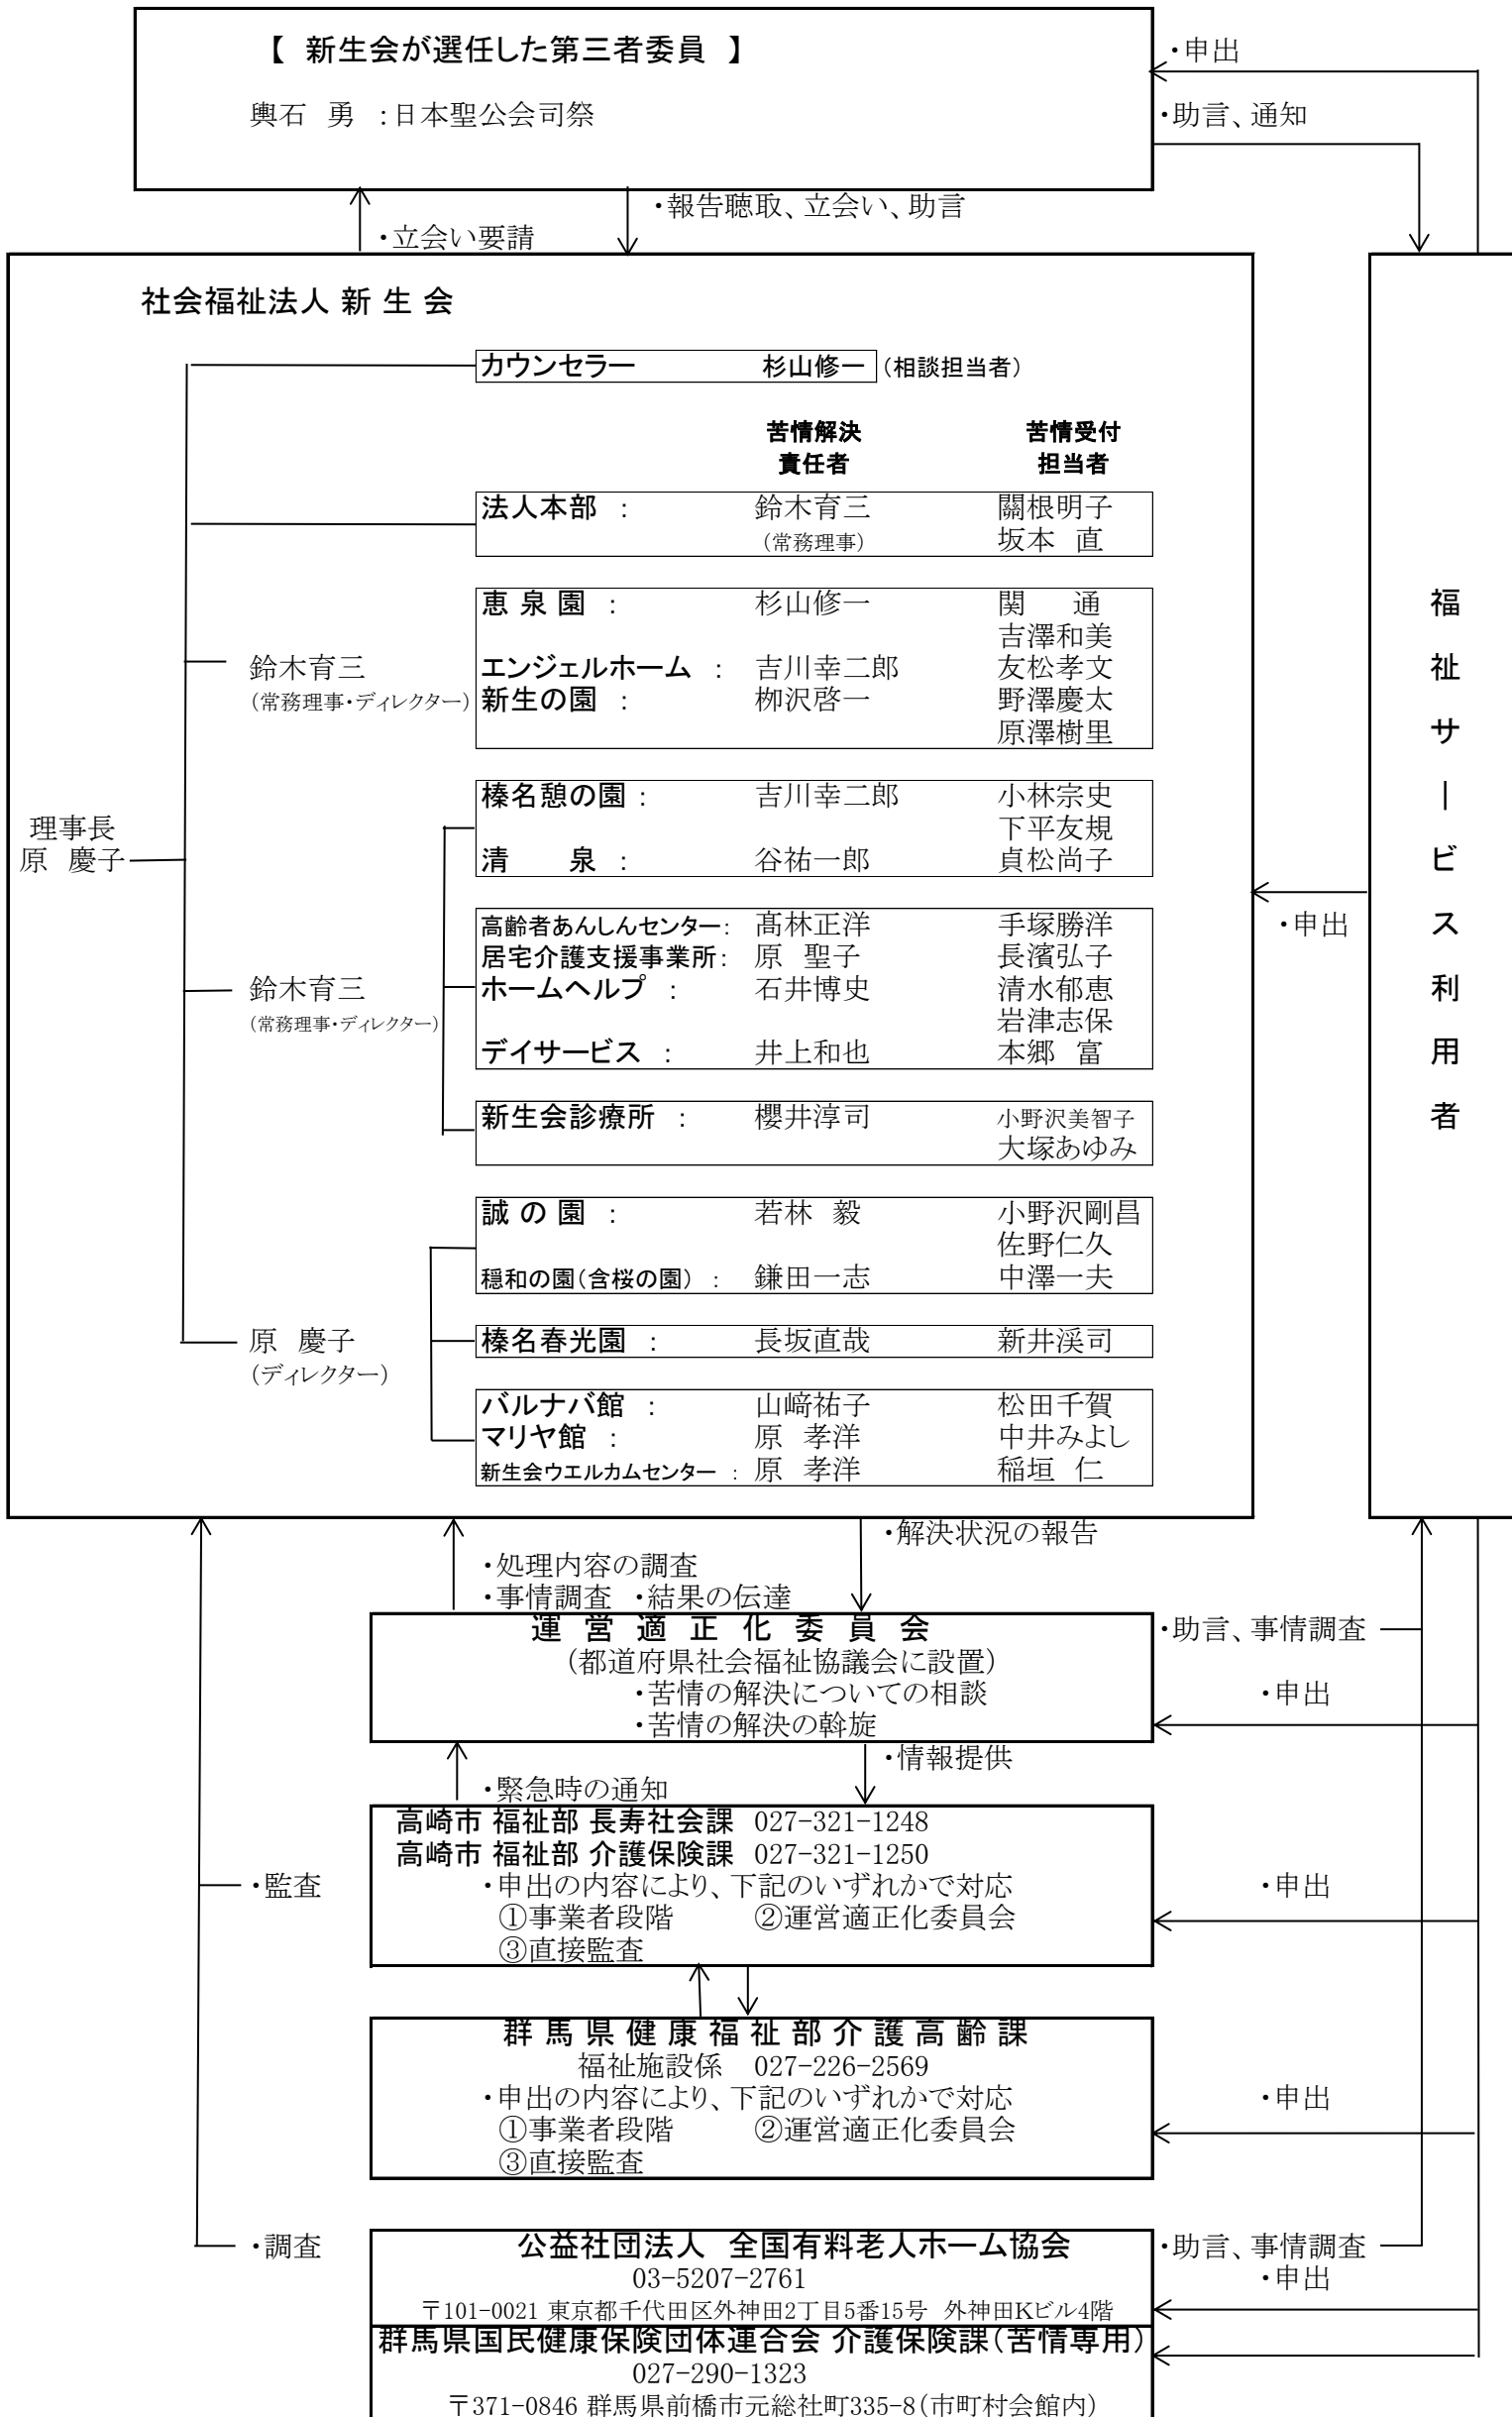 【 新生会が選任した第三者委員 】
・申出
輿石 勇 :日本聖公会司祭
・助言、通知
・報告聴取、立会い、助言
・立会い要請
社会福祉法人 新 生 会
カウンセラー 杉山修一 (相談担当者)
苦情解決 苦情受付
責任者 担当者
法人本部 : 鈴木育三 關根明子
(常務理事) 坂本 直
恵 泉 園 : 杉山修一 関 通
吉澤和美
鈴木育三 エンジェルホーム : 吉川幸二郎 友松孝文
(常務理事・ディレクター) 新生の園 : 栁沢啓一 野澤慶太
原澤樹里
榛名憩の園 : 吉川幸二郎 小林宗史
理事長 下平友規
原 慶子 清 泉 : 谷祐一郎 貞松尚子
高齢者あんしんセンター: 髙林正洋 手塚勝洋
居宅介護支援事業所: 原 聖子 長濱弘子
鈴木育三 ホームヘルプ : 石井博史 清水郁恵
(常務理事・ディレクター) 岩津志保
デイサービス : 井上和也 本郷 富
新生会診療所 : 櫻井淳司 小野沢美智子
大塚あゆみ
誠 の 園 : 若林 毅 小野沢剛昌
佐野仁久
穏和の園(含桜の園) : 鎌田一志 中澤一夫
原 慶子 榛名春光園 : 長坂直哉 新井渓司
(ディレクター)
バルナバ館 : 山﨑祐子 松田千賀
マリヤ館 : 原 孝洋 中井みよし
新生会ウエルカムセンター : 原 孝洋 稲垣 仁
・申出
福祉サービス利用者
・解決状況の報告
・処理内容の調査
・事情調査 ・結果の伝達
運 営 適 正 化 委 員 会
・助言、事情調査
(都道府県社会福祉協議会に設置)
・苦情の解決についての相談
・申出
・苦情の解決の斡旋
・情報提供
・緊急時の通知
高崎市 福祉部 長寿社会課 027-321-1248
高崎市 福祉部 介護保険課 027-321-1250
・監査
・申出の内容により、下記のいずれかで対応
・申出
①事業者段階 ②運営適正化委員会
③直接監査
群 馬 県 健 康 福 祉 部 介 護 高 齢 課
福祉施設係 027-226-2569
・申出の内容により、下記のいずれかで対応
・申出
①事業者段階 ②運営適正化委員会
③直接監査
・調査
公益社団法人 全国有料老人ホーム協会
・助言、事情調査
03-5207-2761
・申出
〒101-0021 東京都千代田区外神田2丁目5番15号 外神田Kビル4階
群馬県国民健康保険団体連合会 介護保険課(苦情専用)
027-290-1323
〒371-0846 群馬県前橋市元総社町335-8(市町村会館内)